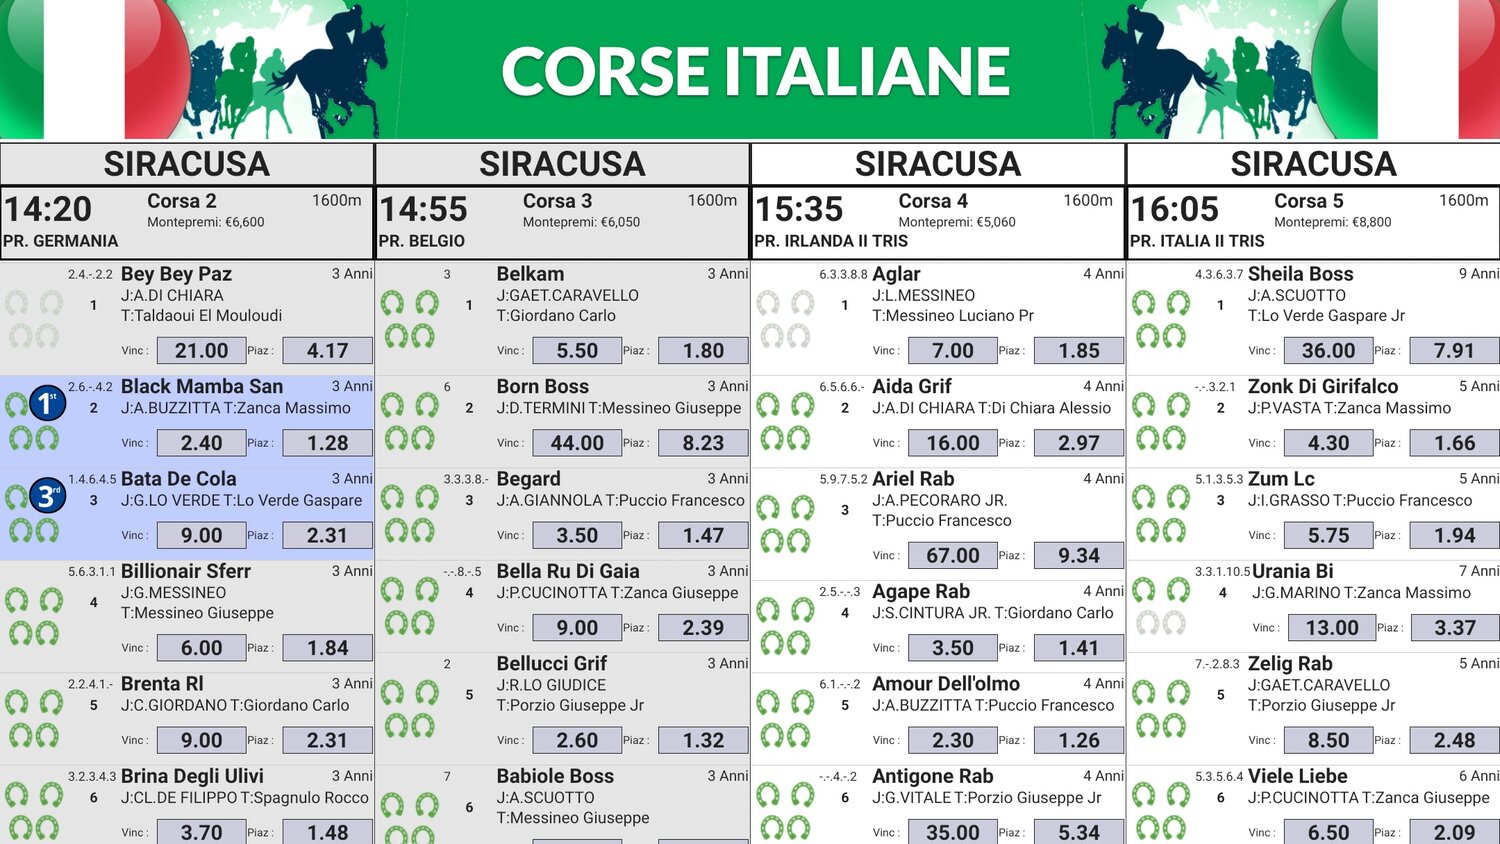 CORSE ITALIANE
SIRACUSA
14:20 Corsa 2 1600m
Montepremi: €6,600
PR. GERMANIA
2.4.-.2.2 Bey Bey Paz 3 Anni
1 J:A.DI CHIARA
T:Taldaoui El Mouloudi
Vinc : 21.00 Piaz : 4.17
1st 2.6.-.4.2 Black Mamba San 3 Anni
2 J:A.BUZZITTA T:Zanca Massimo
Vinc : 2.40 Piaz : 1.28
3rd 1.4.6.4.5 Bata De Cola 3 Anni
3 J:G.LO VERDE T:Lo Verde Gaspare
Vinc : 9.00 Piaz : 2.31
5.6.3.1.1 Billionair Sferr 3 Anni
4 J:G.MESSINEO
T:Messineo Giuseppe
Vinc : 6.00 Piaz : 1.84
2.2.4.1.- Brenta Rl 3 Anni
5 J:C.GIORDANO T:Giordano Carlo
Vinc : 9.00 Piaz : 2.31
3.2.3.4.3 Brina Degli Ulivi 3 Anni
6 J:CL.DE FILIPPO T:Spagnulo Rocco
Vinc : 3.70 Piaz : 1.48
SIRACUSA
14:55 Corsa 3 1600m
Montepremi: €6,050
PR. BELGIO
3 Belkam 3 Anni
1 J:GAET.CARAVELLO
T:Giordano Carlo
Vinc : 5.50 Piaz : 1.80
6 Born Boss 3 Anni
2 J:D.TERMINI T:Messineo Giuseppe
Vinc : 44.00 Piaz : 8.23
3.3.3.8.- Begard 3 Anni
3 J:A.GIANNOLA T:Puccio Francesco
Vinc : 3.50 Piaz : 1.47
-.-.8.-.5 Bella Ru Di Gaia 3 Anni
4 J:P.CUCINOTTA T:Zanca Giuseppe
Vinc : 9.00 Piaz : 2.39
2 Bellucci Grif 3 Anni
5 J:R.LO GIUDICE
T:Porzio Giuseppe Jr
Vinc : 2.60 Piaz : 1.32
7 Babiole Boss 3 Anni
6 J:A.SCUOTTO
T:Messineo Giuseppe
SIRACUSA
15:35 Corsa 4 1600m
Montepremi: €5,060
PR. IRLANDA II TRIS
6.3.3.8.8 Aglar 4 Anni
1 J:L.MESSINEO
T:Messineo Luciano Pr
Vinc : 7.00 Piaz : 1.85
6.5.6.6.- Aida Grif 4 Anni
2 J:A.DI CHIARA T:Di Chiara Alessio
Vinc : 16.00 Piaz : 2.97
5.9.7.5.2 Ariel Rab 4 Anni
3 J:A.PECORARO JR.
T:Puccio Francesco
Vinc : 67.00 Piaz : 9.34
2.5.-.-.3 Agape Rab 4 Anni
4 J:S.CINTURA JR. T:Giordano Carlo
Vinc : 3.50 Piaz : 1.41
6.1.-.-.2 Amour Dell'olmo 4 Anni
5 J:A.BUZZITTA T:Puccio Francesco
Vinc : 2.30 Piaz : 1.26
-.-.4.-.2 Antigone Rab 4 Anni
6 J:G.VITALE T:Porzio Giuseppe Jr
Vinc : 35.00 Piaz : 5.34
SIRACUSA
16:05 Corsa 5 1600m
Montepremi: €8,800
PR. ITALIA II TRIS
4.3.6.3.7 Sheila Boss 9 Anni
1 J:A.SCUOTTO
T:Lo Verde Gaspare Jr
Vinc : 36.00 Piaz : 7.91
-.-.3.2.1 Zonk Di Girifalco 5 Anni
2 J:P.VASTA T:Zanca Massimo
Vinc : 4.30 Piaz : 1.66
5.1.3.5.3 Zum Lc 5 Anni
3 J:I.GRASSO T:Puccio Francesco
Vinc : 5.75 Piaz : 1.94
3.3.1.10.5 Urania Bi 7 Anni
4 J:G.MARINO T:Zanca Massimo
Vinc : 13.00 Piaz : 3.37
7.-.2.8.3 Zelig Rab 5 Anni
5 J:GAET.CARAVELLO
T:Porzio Giuseppe Jr
Vinc : 8.50 Piaz : 2.48
5.3.5.6.4 Viele Liebe 6 Anni
6 J:P.CUCINOTTA T:Zanca Giuseppe
Vinc : 6.50 Piaz : 2.09